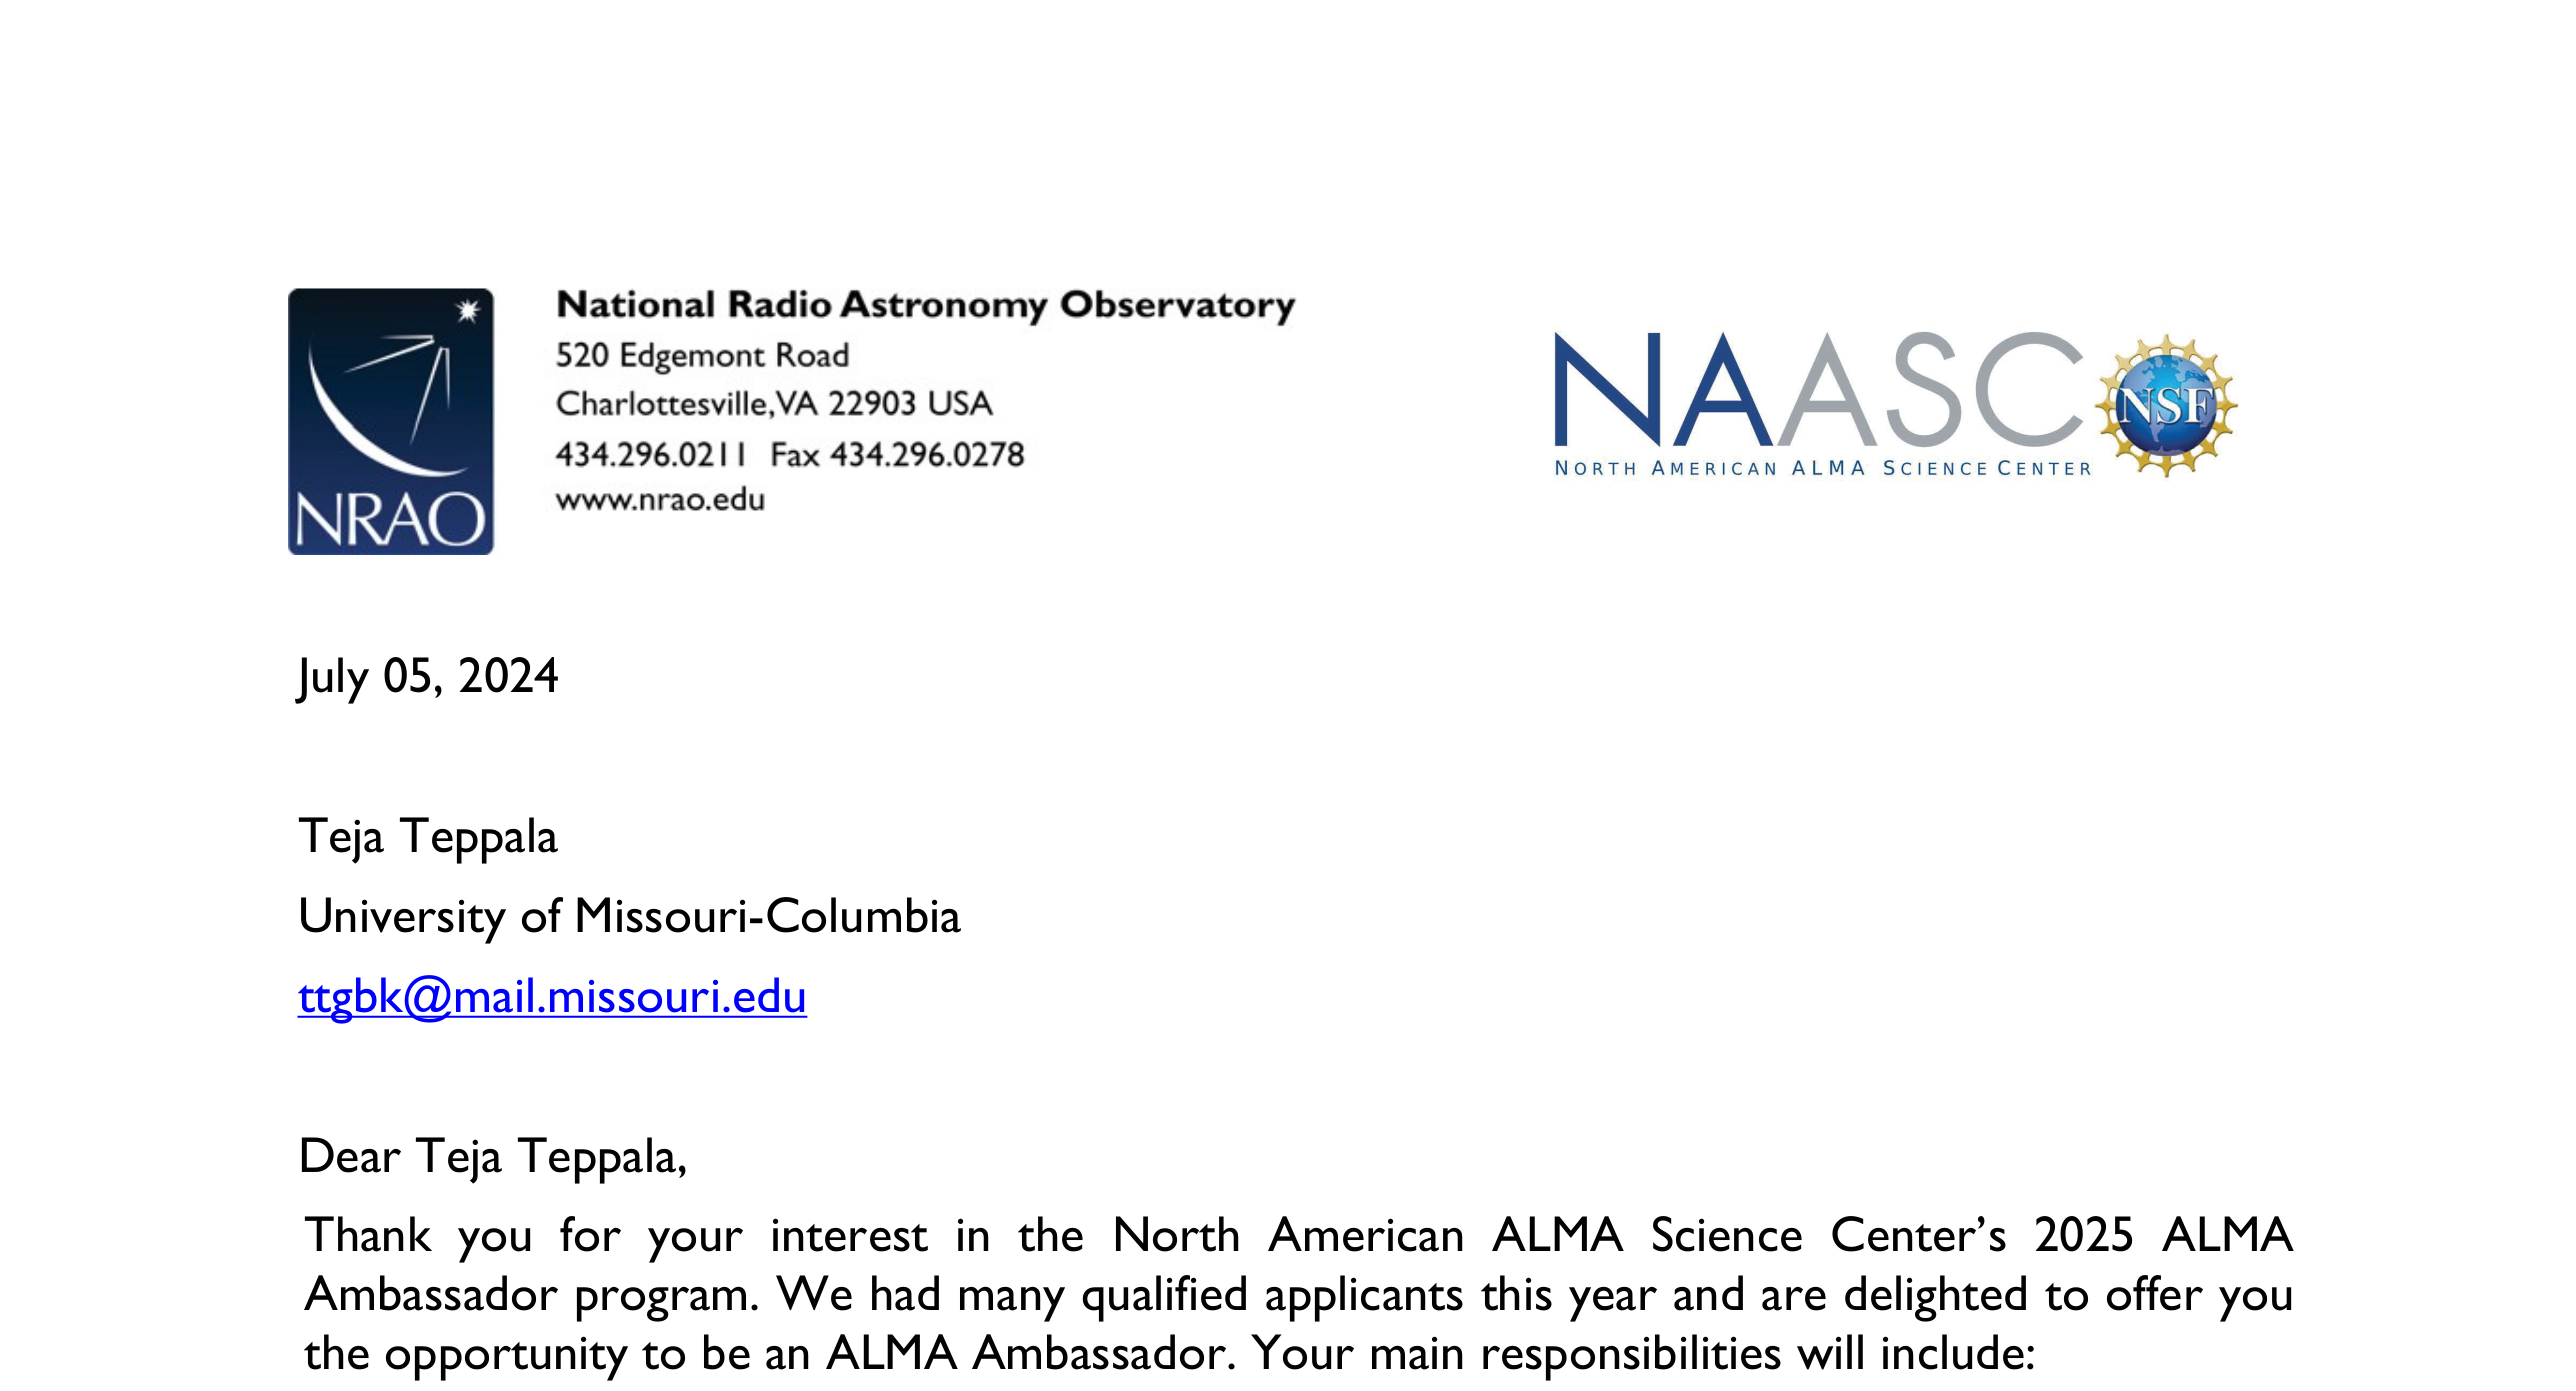 NRAO
National Radio Astronomy Observatory
520 Edgemont Road
Charlottesville, VA 22903 USA
434.296.0211 Fax 434.296.0278
www.nrao.edu
NAASC
NORTH AMERICAN ALMA SCIENCE CENTER
NSF
July 05, 2024
Teja Teppala
University of Missouri-Columbia
ttgbk@mail.missouri.edu
Dear Teja Teppala,
Thank you for your interest in the North American ALMA Science Center’s 2025 ALMA
Ambassador program. We had many qualified applicants this year and are delighted to offer you
the opportunity to be an ALMA Ambassador. Your main responsibilities will include: